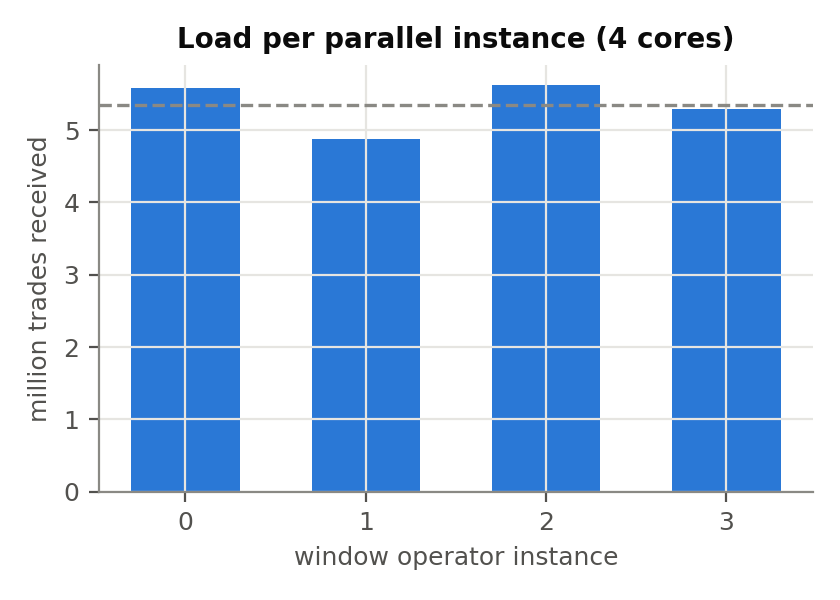 Load per parallel instance (4 cores)
million trades received
5
4
3
2
1
0
0 1 2 3
window operator instance